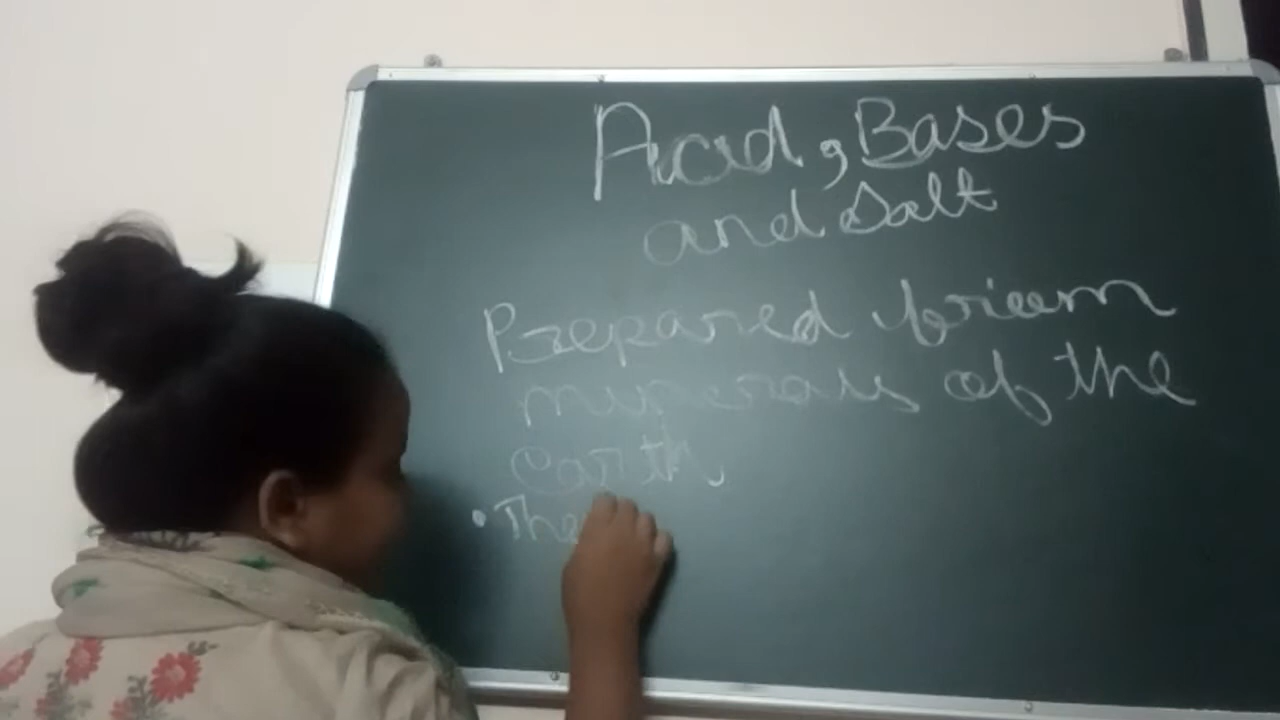 Acid, Bases
and Salt
Prepared from
minerals of the
earth
• The